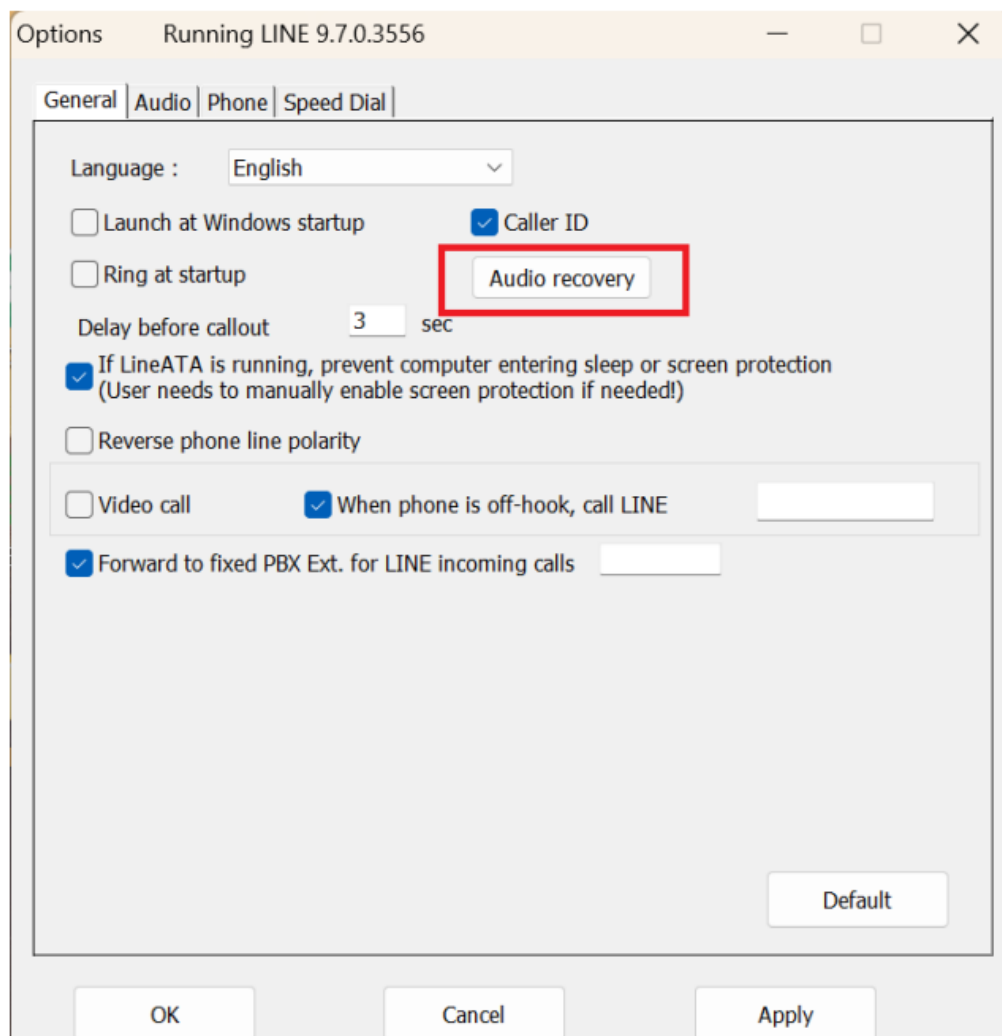 Options Running LINE 9.7.0.3556
General Audio Phone Speed Dial
Language : English
Launch at Windows startup Caller ID
Ring at startup Audio recovery
Delay before callout 3 sec
If LineATA is running, prevent computer entering sleep or screen protection
(User needs to manually enable screen protection if needed!)
Reverse phone line polarity
Video call When phone is off-hook, call LINE
Forward to fixed PBX Ext. for LINE incoming calls
Default
OK Cancel Apply